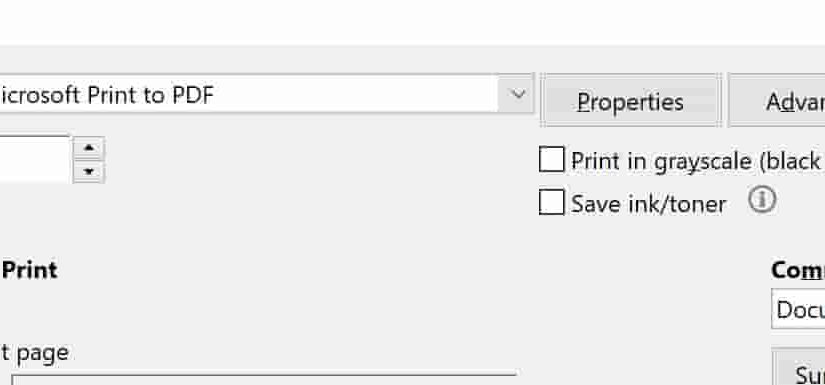 icrosoft Print to PDF
Properties
Advar
Print in grayscale (black
Save ink/toner
Print
Com
Docu
t page
Su